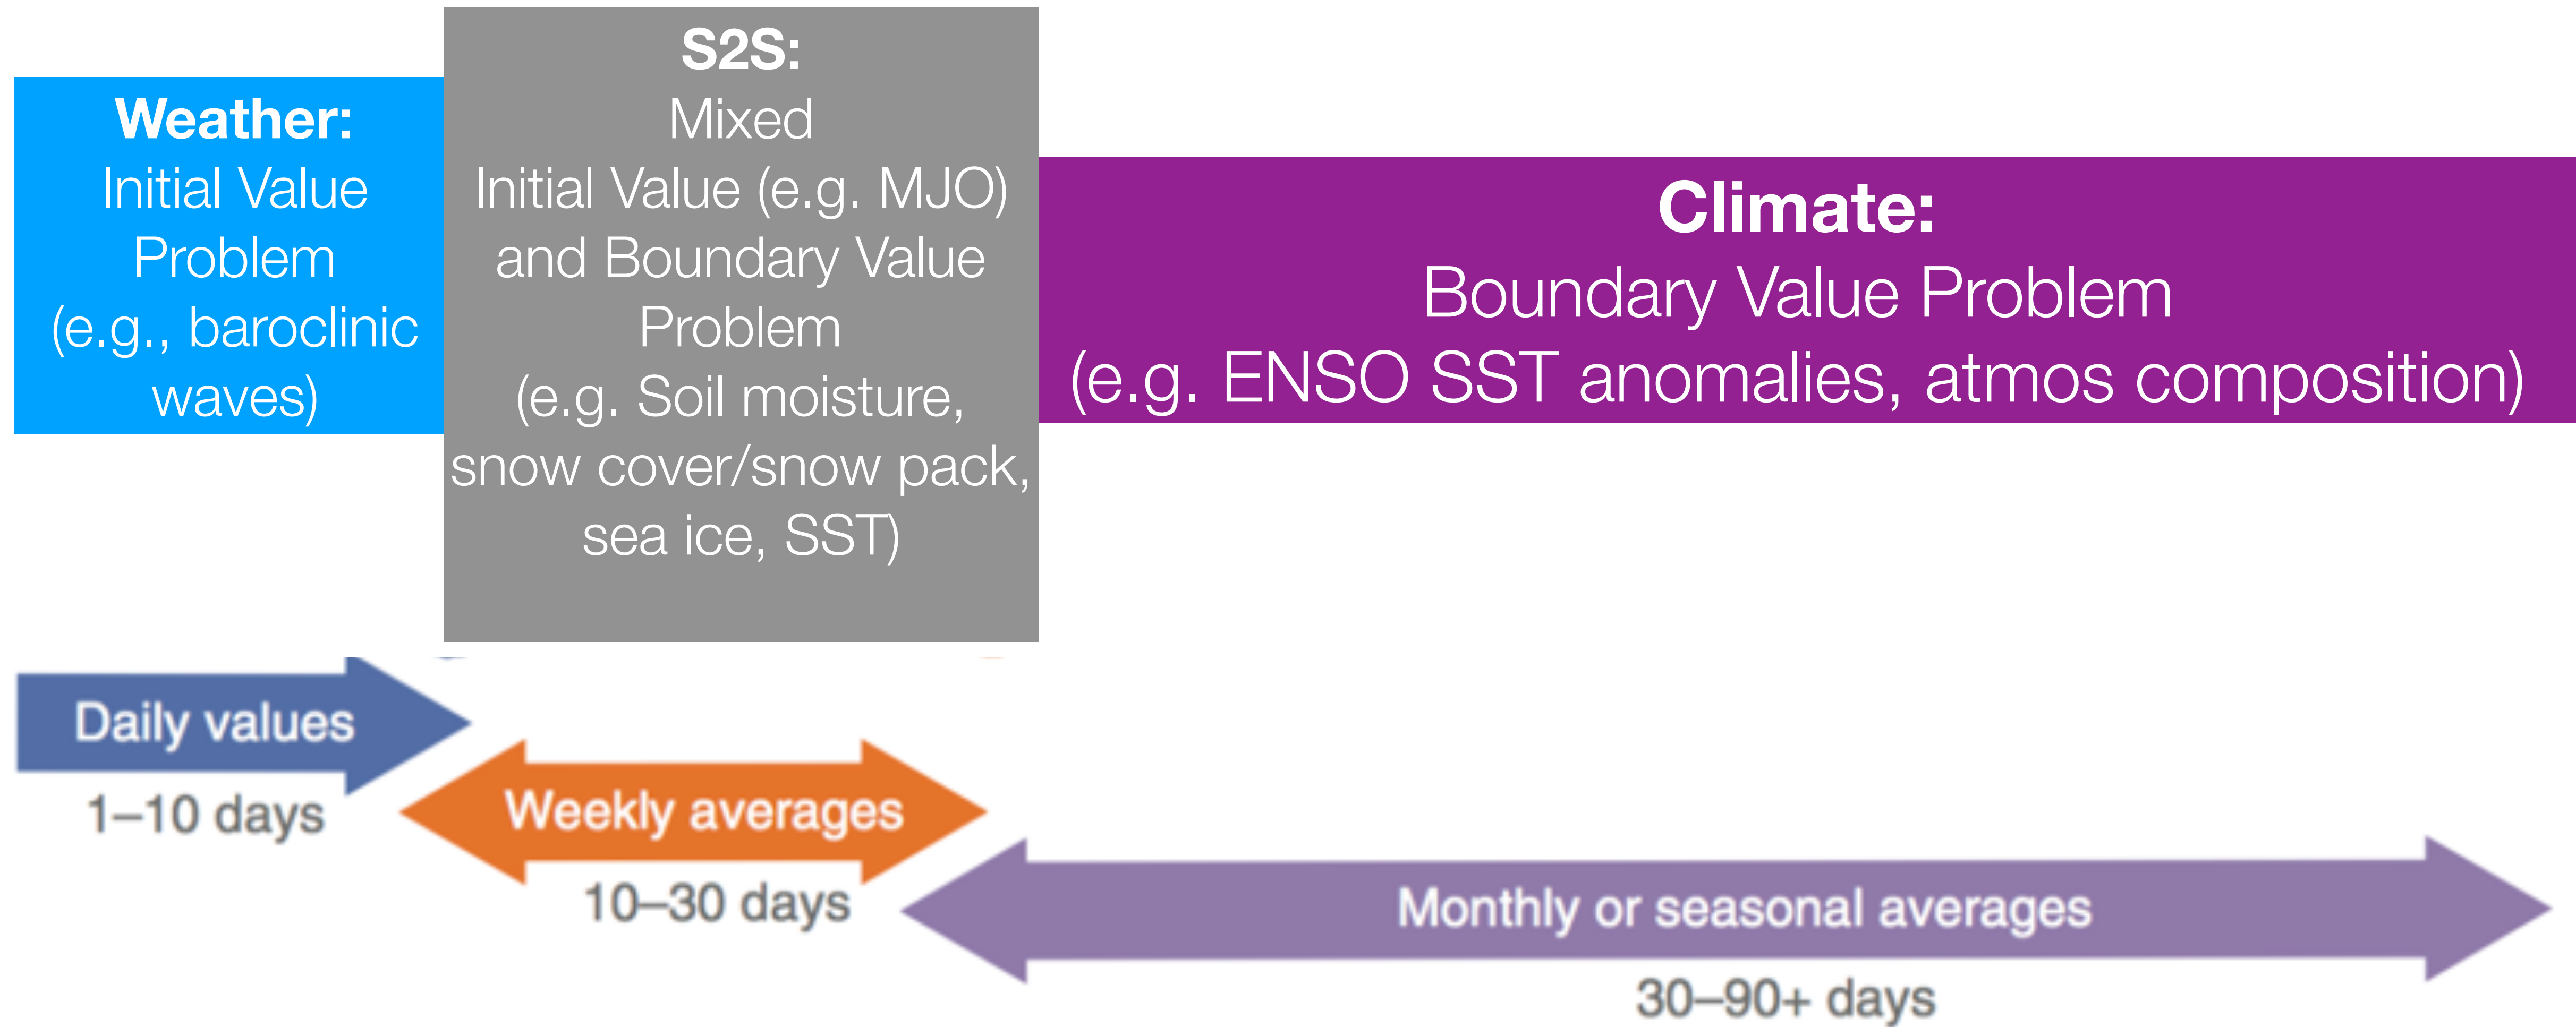 Weather:
Initial Value
Problem
(e.g., baroclinic
waves)
S2S:
Mixed
Initial Value (e.g. MJO)
and Boundary Value
Problem
(e.g. Soil moisture,
snow cover/snow pack,
sea ice, SST)
Climate:
Boundary Value Problem
(e.g. ENSO SST anomalies, atmos composition)
Daily values
1–10 days
Weekly averages
10–30 days
Monthly or seasonal averages
30–90+ days